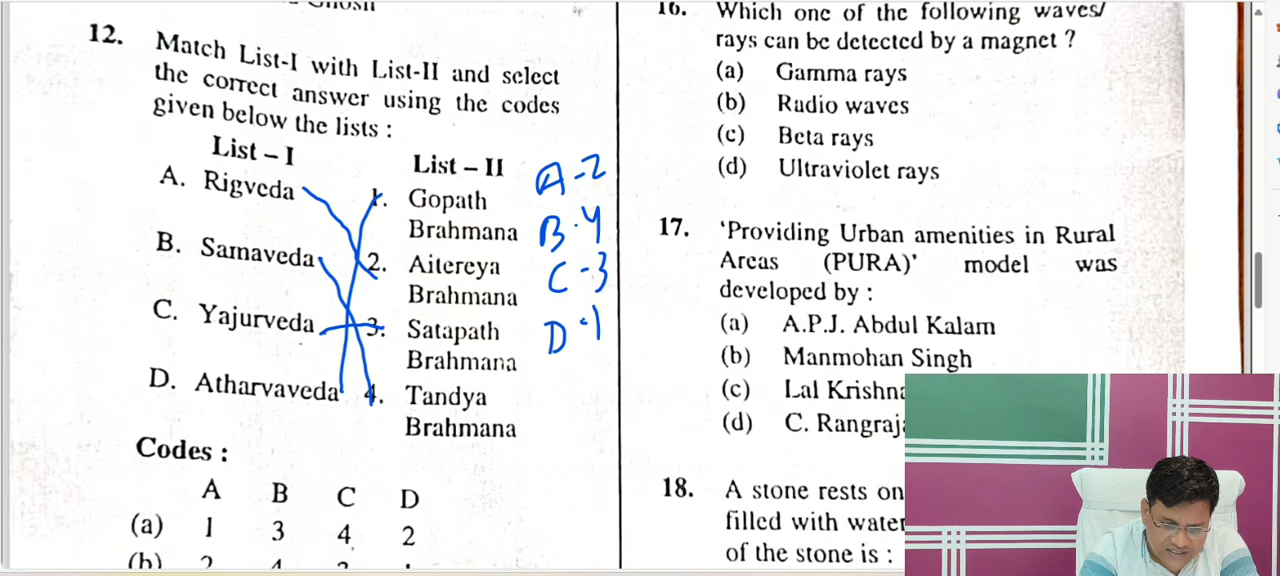 12. Match List-I with List-II and select
the correct answer using the codes
given below the lists :
List – I
List – II
A. Rigveda
1. Gopath
Brahmana
B. Samaveda
2. Aitereya
Brahmana
C. Yajurveda
3. Satapath
Brahmana
D. Atharvaveda
4. Tandya
Brahmana
A-2
B-4
C-3
D-1
Codes :
A B C D
(a) 1 3 4 2
(b) 2
16. Which one of the following waves/
rays can be detected by a magnet ?
(a) Gamma rays
(b) Radio waves
(c) Beta rays
(d) Ultraviolet rays
17. 'Providing Urban amenities in Rural
Areas (PURA)' model was
developed by :
(a) A.P.J. Abdul Kalam
(b) Manmohan Singh
(c) Lal Krishna
(d) C. Rangraj
18. A stone rests on
filled with water
of the stone is :